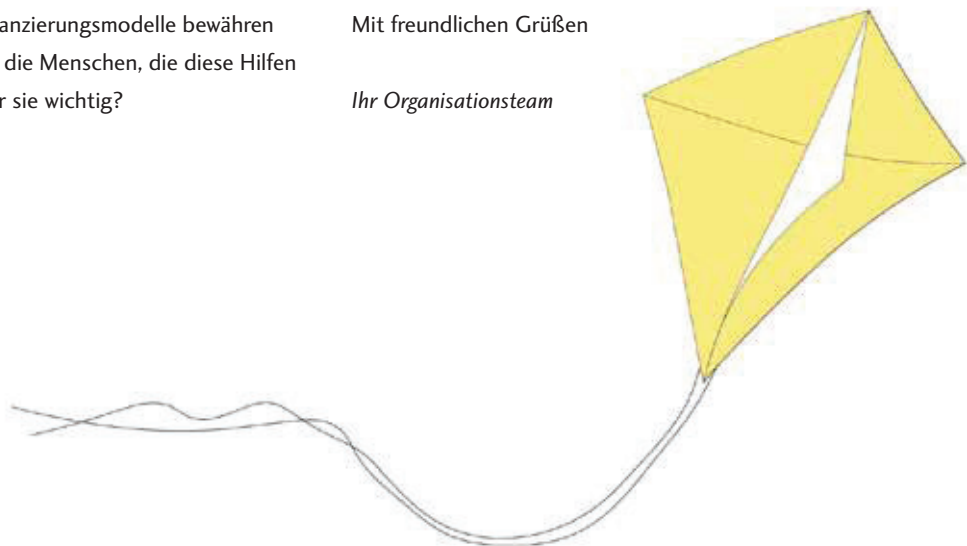 anzierungsmodelle bewähren
die Menschen, die diese Hilfen
r sie wichtig?
Mit freundlichen Grüßen
Ihr Organisationsteam